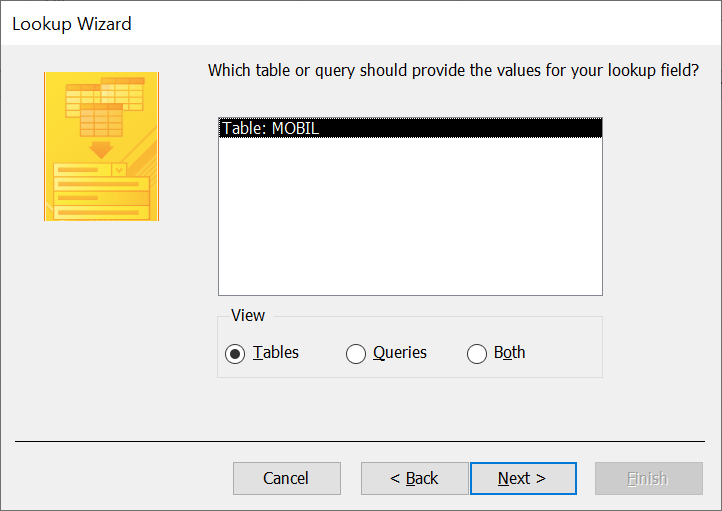 Lookup Wizard
Which table or query should provide the values for your lookup field?
Table: MOBIL
View
Tables Queries Both
Cancel < Back Next > Finish